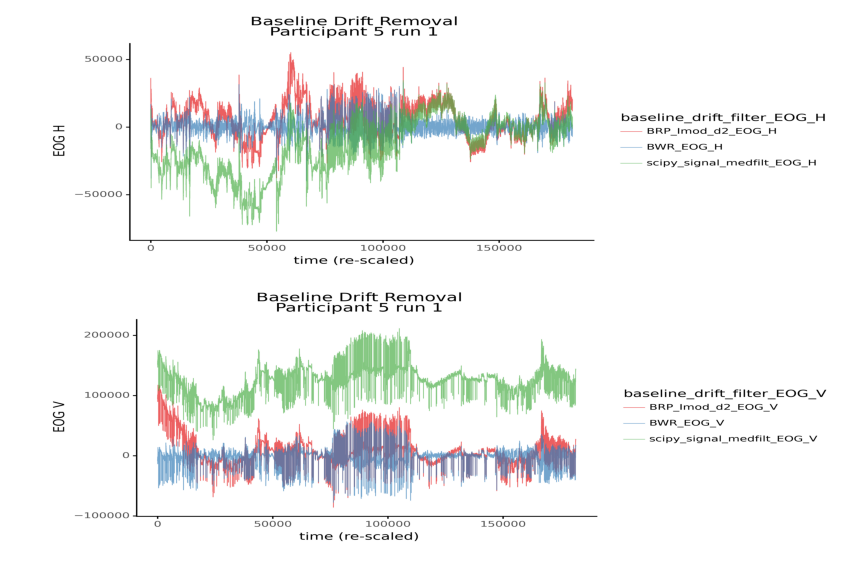 Baseline Drift Removal
Participant 5 run 1
50000
0
−50000
EOG H
0
50000
100000
150000
time (re-scaled)
baseline_drift_filter_EOG_H
BRP_lmod_d2_EOG_H
BWR_EOG_H
scipy_signal_medfilt_EOG_H
Baseline Drift Removal
Participant 5 run 1
200000
100000
0
−100000
EOG V
0
50000
100000
150000
time (re-scaled)
baseline_drift_filter_EOG_V
BRP_lmod_d2_EOG_V
BWR_EOG_V
scipy_signal_medfilt_EOG_V